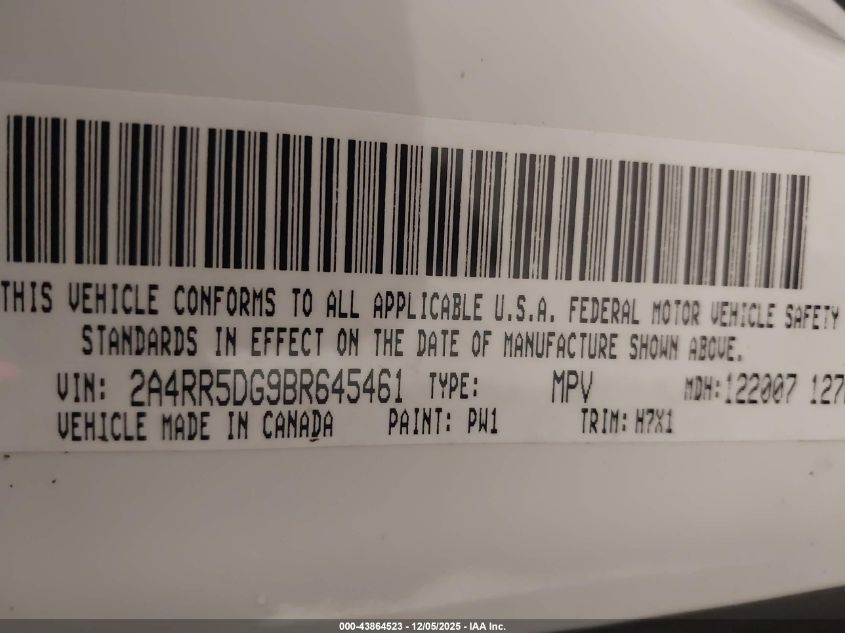 THIS VEHICLE CONFORMS TO ALL APPLICABLE U.S.A. FEDERAL MOTOR VEHICLE SAFETY
STANDARDS IN EFFECT ON THE DATE OF MANUFACTURE SHOWN ABOVE.
VIN: 2A4RR5DG9BR645461 TYPE: MPV MDH:122007 127
VEHICLE MADE IN CANADA PAINT: PW1 TRIM: H7X1
000-43864523 - 12/05/2025 - IAA Inc.